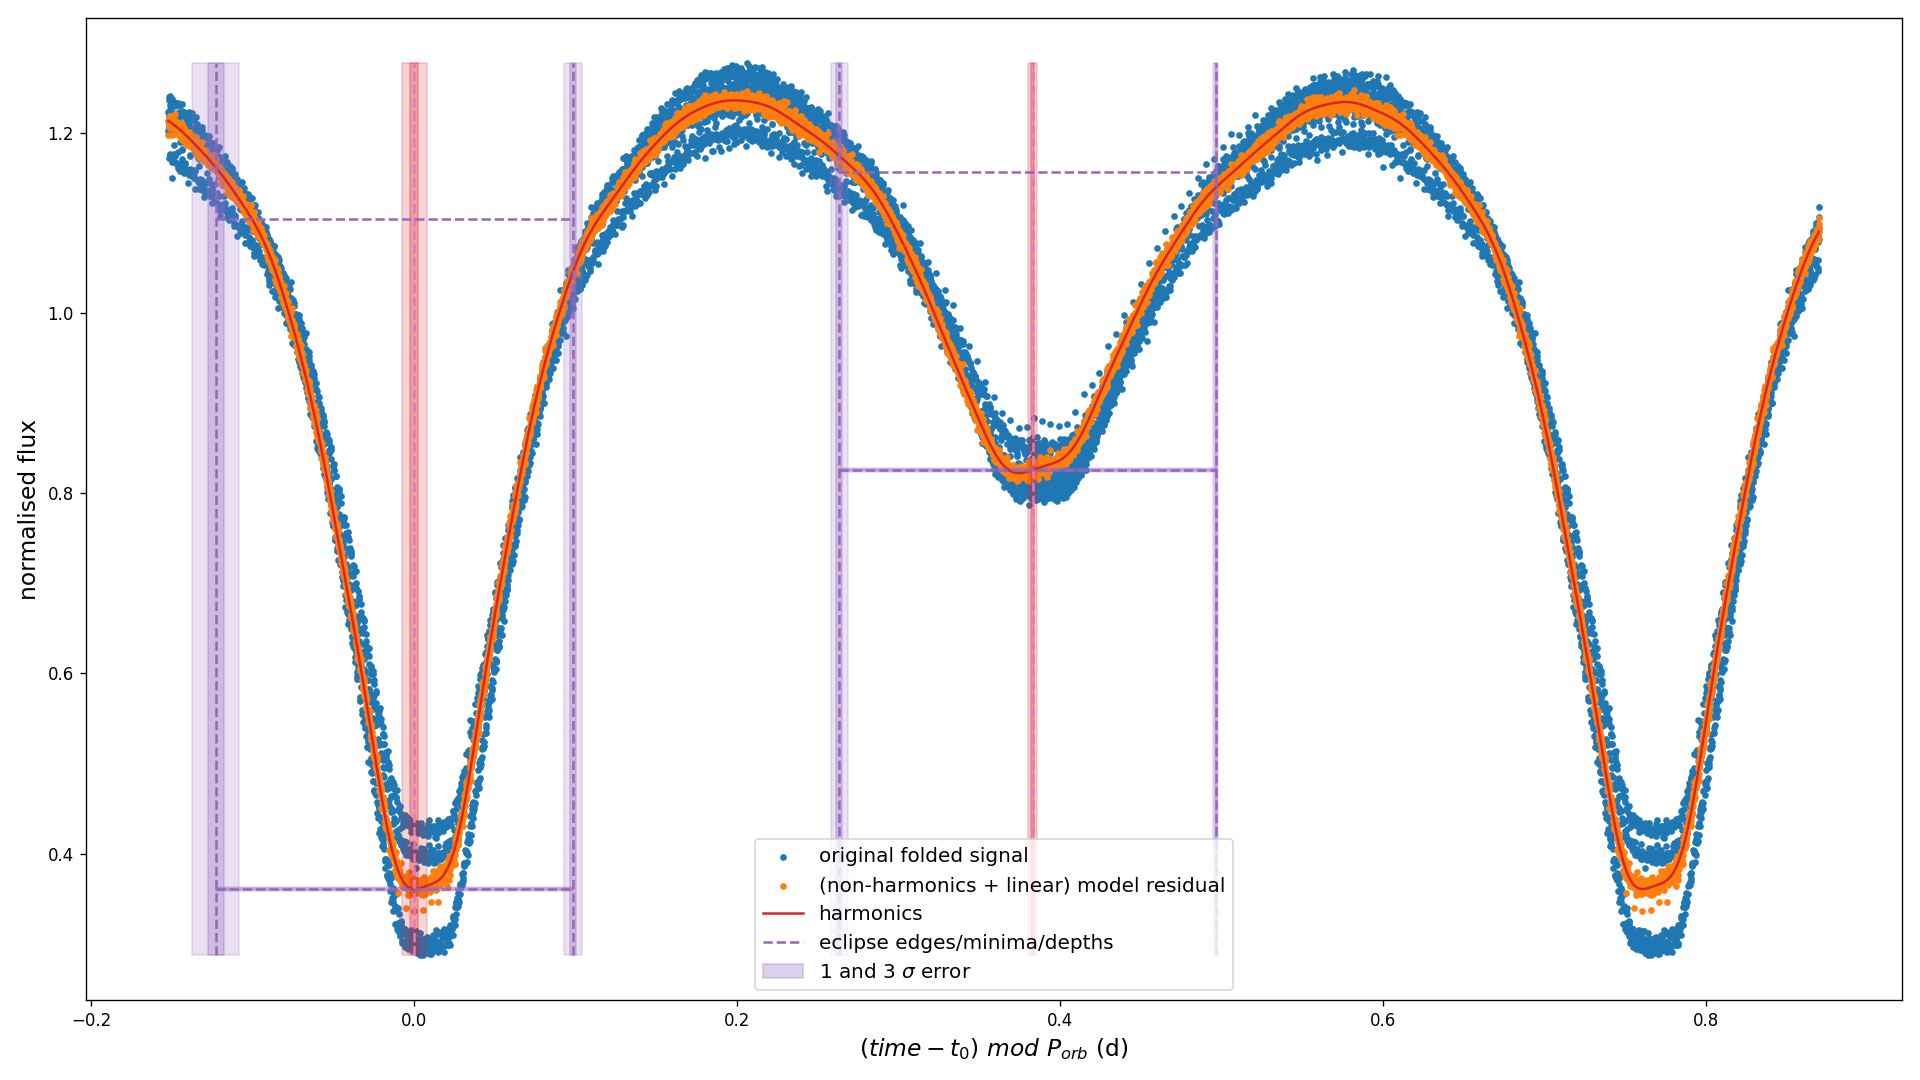 normalised flux
1.2
1.0
0.8
0.6
0.4
−0.2
0.0
0.2
0.4
0.6
0.8
(time − t₀) mod P_orb (d)
original folded signal
(non-harmonics + linear) model residual
harmonics
eclipse edges/minima/depths
1 and 3 σ error